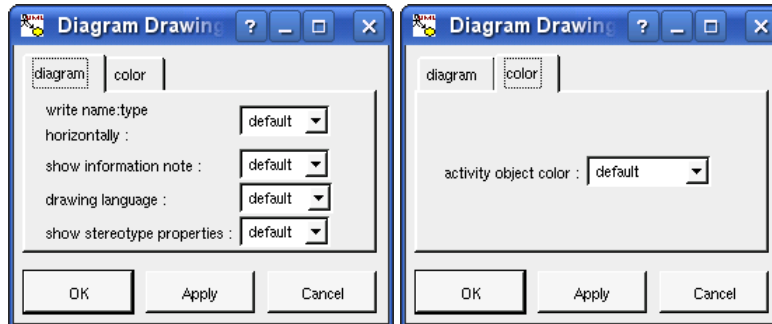 Diagram Drawing
diagram color
write name:type
horizontally :
default
show information note : default
drawing language : default
show stereotype properties : default
OK Apply Cancel
Diagram Drawing
diagram color
activity object color : default
OK Apply Cancel